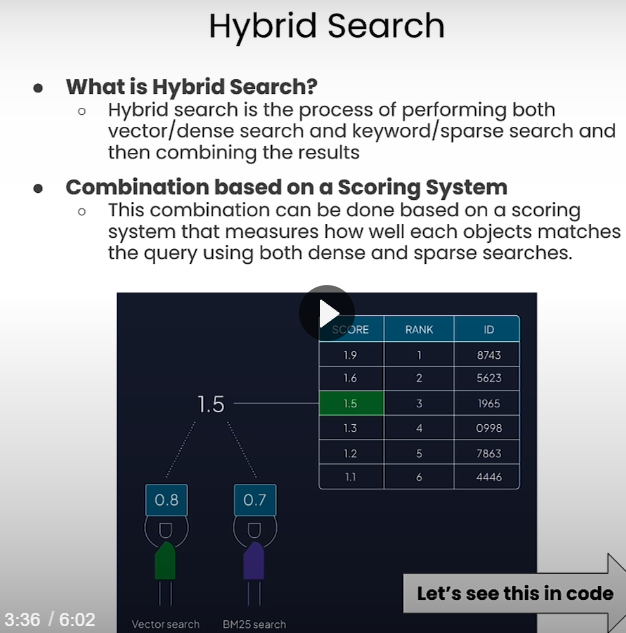 Hybrid Search
● What is Hybrid Search?
○ Hybrid search is the process of performing both
vector/dense search and keyword/sparse search and
then combining the results
● Combination based on a Scoring System
○ This combination can be done based on a scoring
system that measures how well each objects matches
the query using both dense and sparse searches.
SCORE RANK ID
1.9 1 8743
1.6 2 5623
1.5 1.5 3 1965
1.3 4 0998
1.2 5 7863
1.1 6 4446
0.8 0.7
Let's see this in code
3:36 / 6:02
Vector search BM25 search